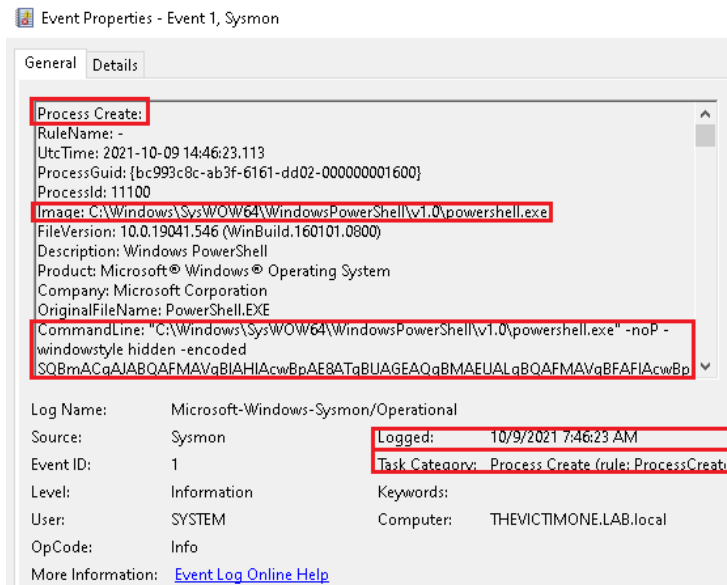 Event Properties - Event 1, Sysmon
General Details
Process Create:
RuleName: -
UtcTime: 2021-10-09 14:46:23.113
ProcessGuid: {bc993c8c-ab3f-6161-dd02-000000001600}
ProcessId: 11100
Image: C:\Windows\SysWOW64\WindowsPowerShell\v1.0\powershell.exe
FileVersion: 10.0.19041.546 (WinBuild.160101.0800)
Description: Windows PowerShell
Product: Microsoft® Windows® Operating System
Company: Microsoft Corporation
OriginalFileName: PowerShell.EXE
CommandLine: "C:\Windows\SysWOW64\WindowsPowerShell\v1.0\powershell.exe" -noP -
windowstyle hidden -encoded
Log Name: Microsoft-Windows-Sysmon/Operational
Source: Sysmon Logged: 10/9/2021 7:46:23 AM
Event ID: 1 Task Category: Process Create (rule: ProcessCreate
Level: Information Keywords:
User: SYSTEM Computer: THEVICTIMONE.LAB.local
OpCode: Info
More Information: Event Log Online Help